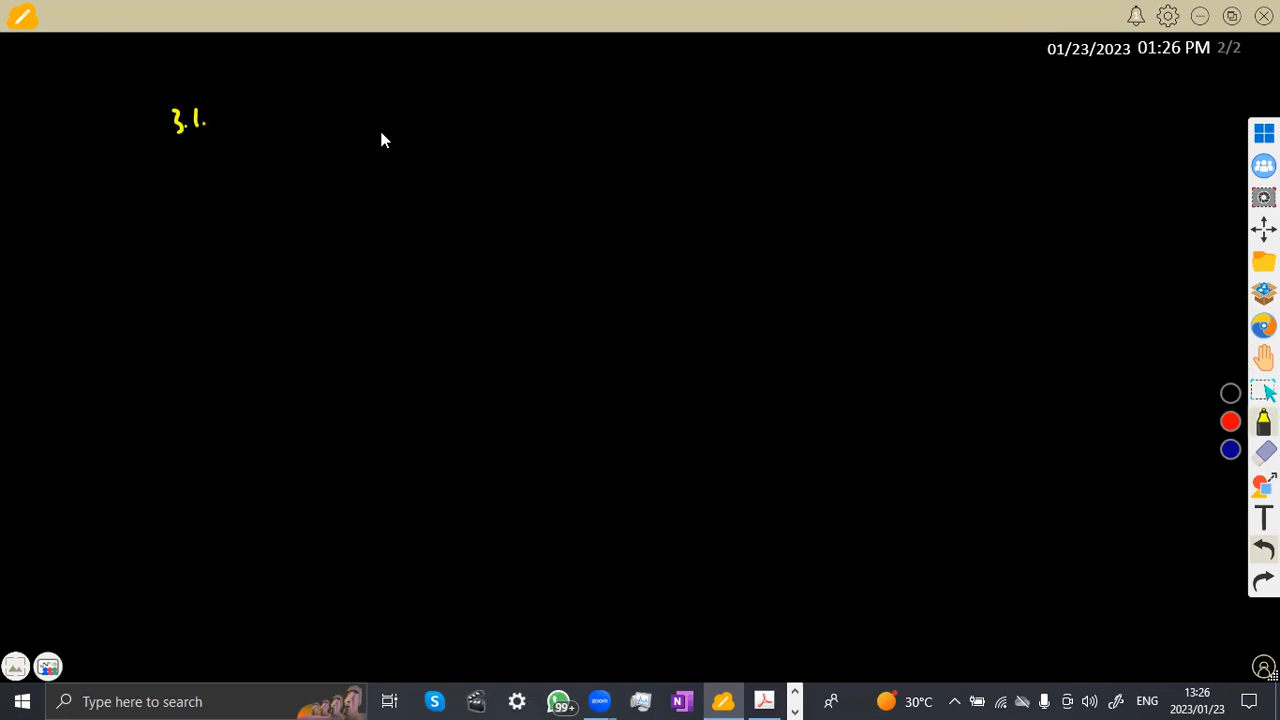 01/23/2023 01:26 PM 2/2
3.1.
T
Type here to search
99+
zoom
N
30°C
ENG
13:26
2023/01/23